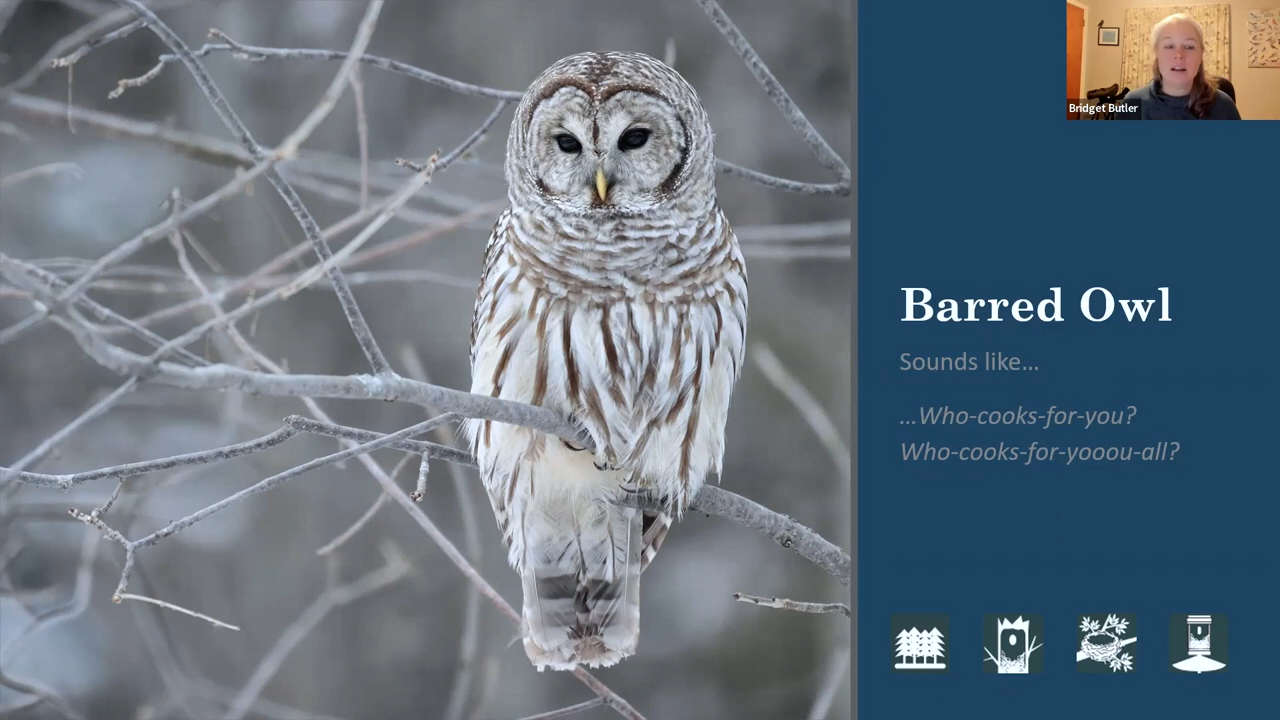 Bridget Butler
Barred Owl
Sounds like...
...Who-cooks-for-you?
Who-cooks-for-yooou-all?